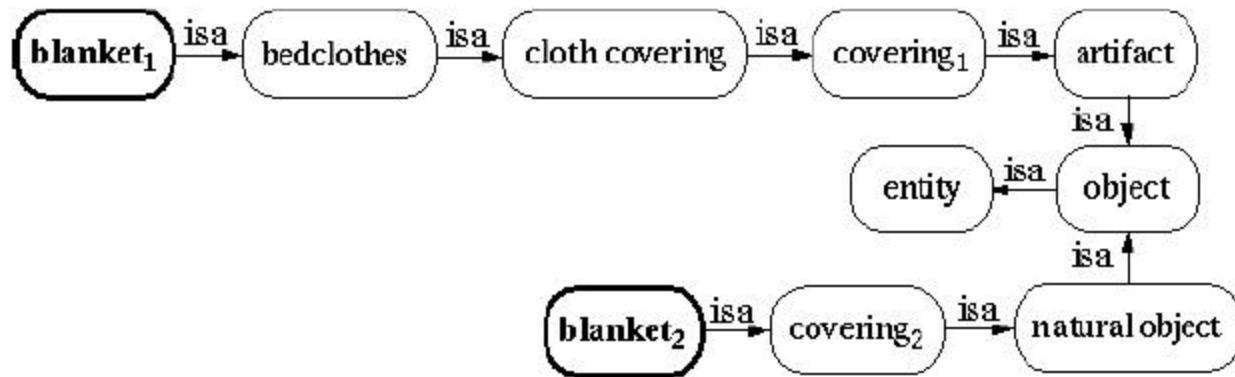 isa isa isa isa
blanket₁ bedclothes cloth covering covering₁ artifact
isa
entity isa object
isa
blanket₂ isa covering₂ isa natural object